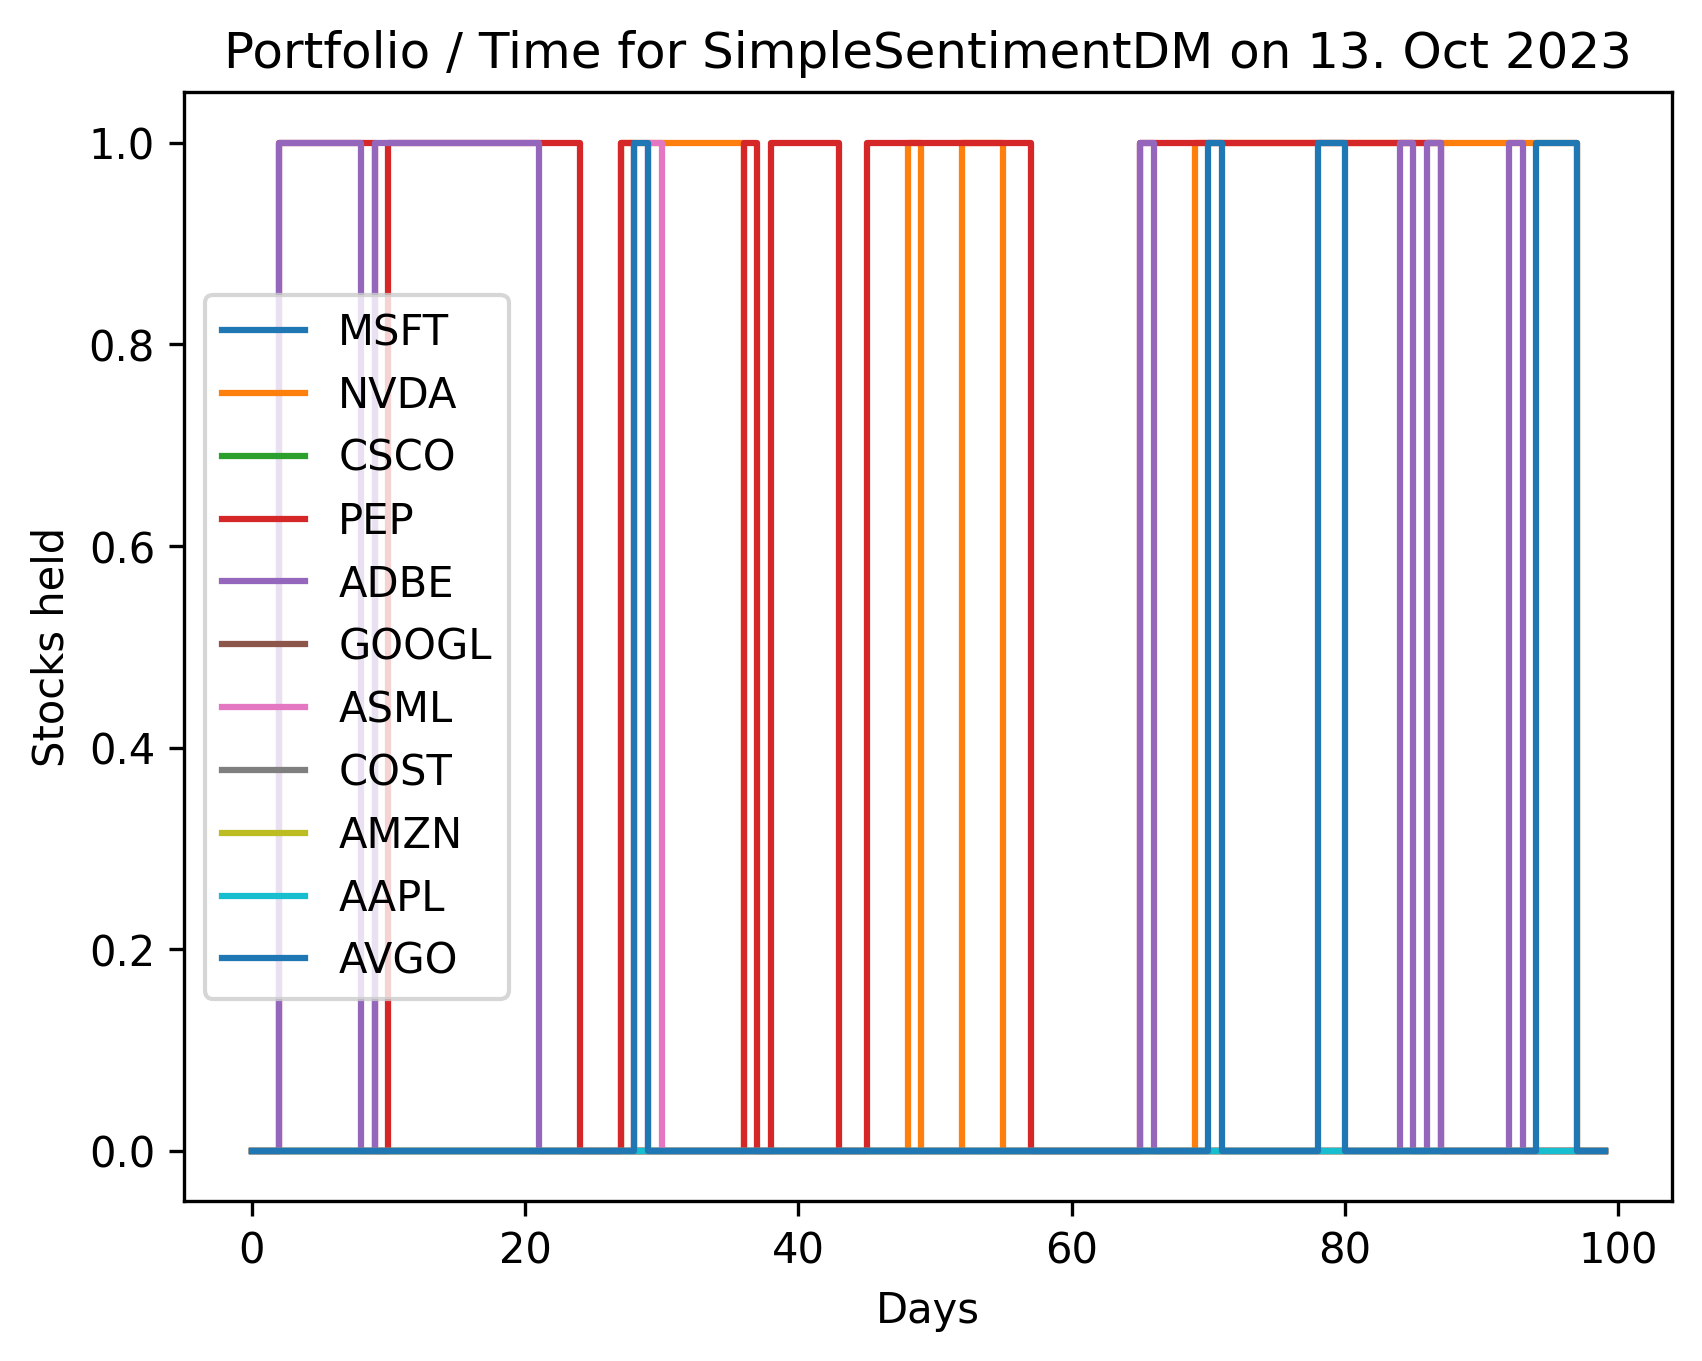 Portfolio / Time for SimpleSentimentDM on 13. Oct 2023
1.0
0.8
0.6
0.4
0.2
0.0
Stocks held
MSFT
NVDA
CSCO
PEP
ADBE
GOOGL
ASML
COST
AMZN
AAPL
AVGO
0 20 40 60 80 100
Days